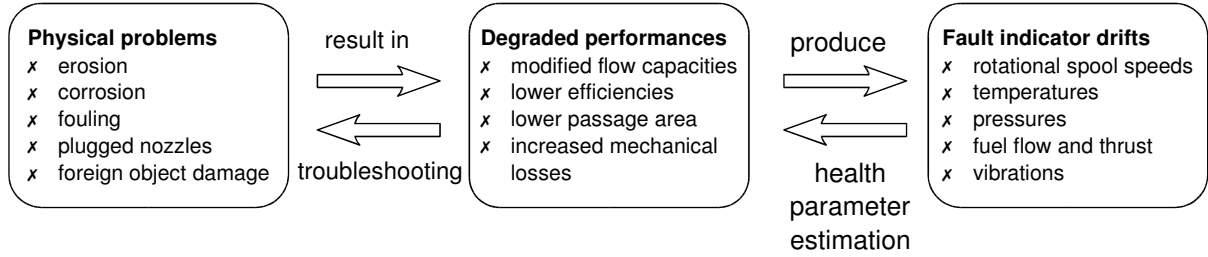 Physical problems
✗ erosion
✗ corrosion
✗ fouling
✗ plugged nozzles
✗ foreign object damage
result in
troubleshooting
Degraded performances
✗ modified flow capacities
✗ lower efficiencies
✗ lower passage area
✗ increased mechanical
losses
produce
health
parameter
estimation
Fault indicator drifts
✗ rotational spool speeds
✗ temperatures
✗ pressures
✗ fuel flow and thrust
✗ vibrations